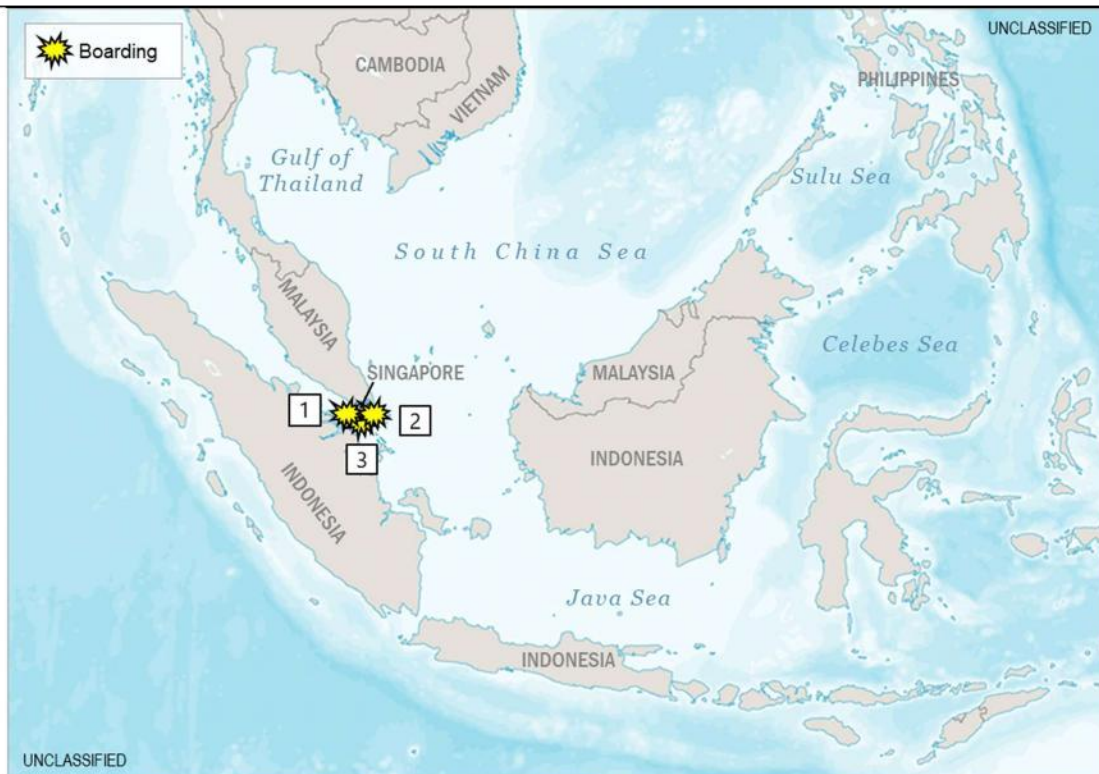 UNCLASSIFIED
Boarding
CAMBODIA
VIETNAM
PHILIPPINES
Gulf of
Thailand
Sulu Sea
South China Sea
MALAYSIA
Celebes Sea
SINGAPORE
MALAYSIA
1
2
3
INDONESIA
INDONESIA
Java Sea
INDONESIA
UNCLASSIFIED